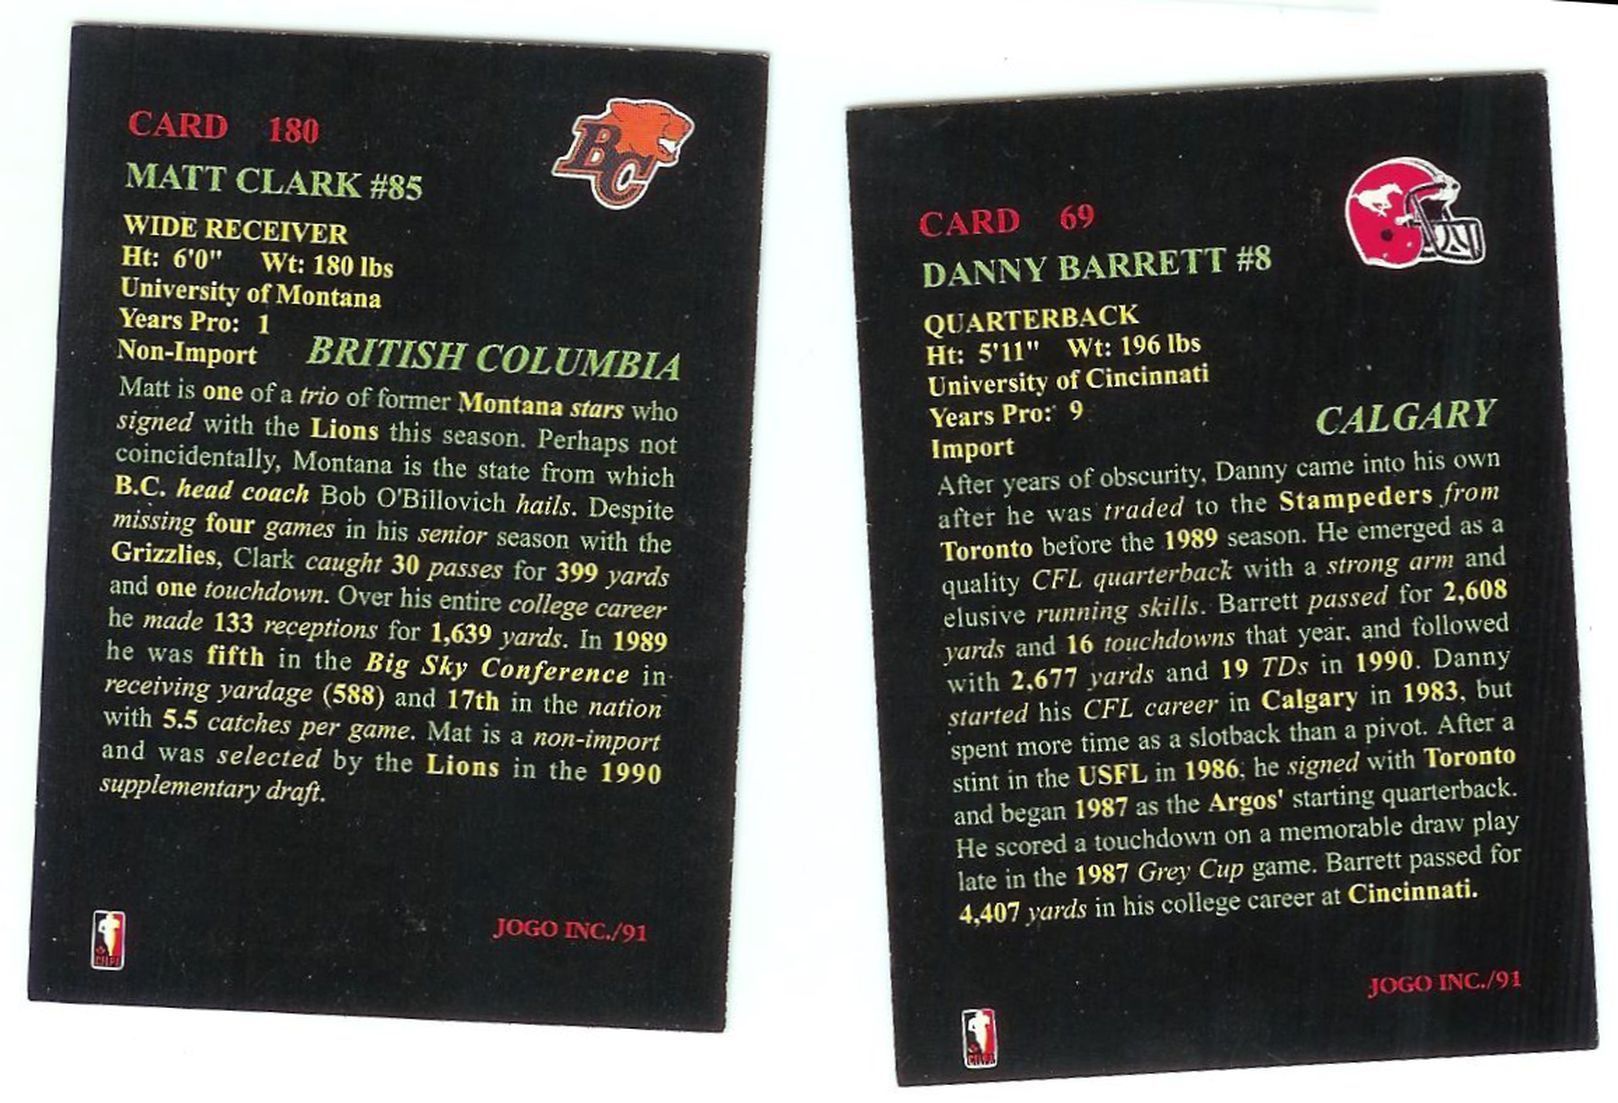 CARD 180
BC
MATT CLARK #85
WIDE RECEIVER
Ht: 6'0" Wt: 180 lbs
University of Montana
Years Pro: 1
Non-Import
BRITISH COLUMBIA
Matt is one of a trio of former Montana stars who
signed with the Lions this season. Perhaps not
coincidentally, Montana is the state from which
B.C. head coach Bob O'Billovich hails. Despite
missing four games in his senior season with the
Grizzlies, Clark caught 30 passes for 399 yards
and one touchdown. Over his entire college career
he made 133 receptions for 1,639 yards. In 1989
he was fifth in the Big Sky Conference in
receiving yardage (588) and 17th in the nation
with 5.5 catches per game. Mat is a non-import
and was selected by the Lions in the 1990
supplementary draft.
JOGO INC./91
CARD 69
DANNY BARRETT #8
QUARTERBACK
Ht: 5'11" Wt: 196 lbs
University of Cincinnati
Years Pro: 9
Import
CALGARY
After years of obscurity, Danny came into his own
after he was traded to the Stampeders from
Toronto before the 1989 season. He emerged as a
quality CFL quarterback with a strong arm and
elusive running skills. Barrett passed for 2,608
yards and 16 touchdowns that year, and followed
with 2,677 yards and 19 TDs in 1990. Danny
started his CFL career in Calgary in 1983, but
spent more time as a slotback than a pivot. After a
stint in the USFL in 1986, he signed with Toronto
and began 1987 as the Argos' starting quarterback.
He scored a touchdown on a memorable draw play
late in the 1987 Grey Cup game. Barrett passed for
4,407 yards in his college career at Cincinnati.
JOGO INC./91